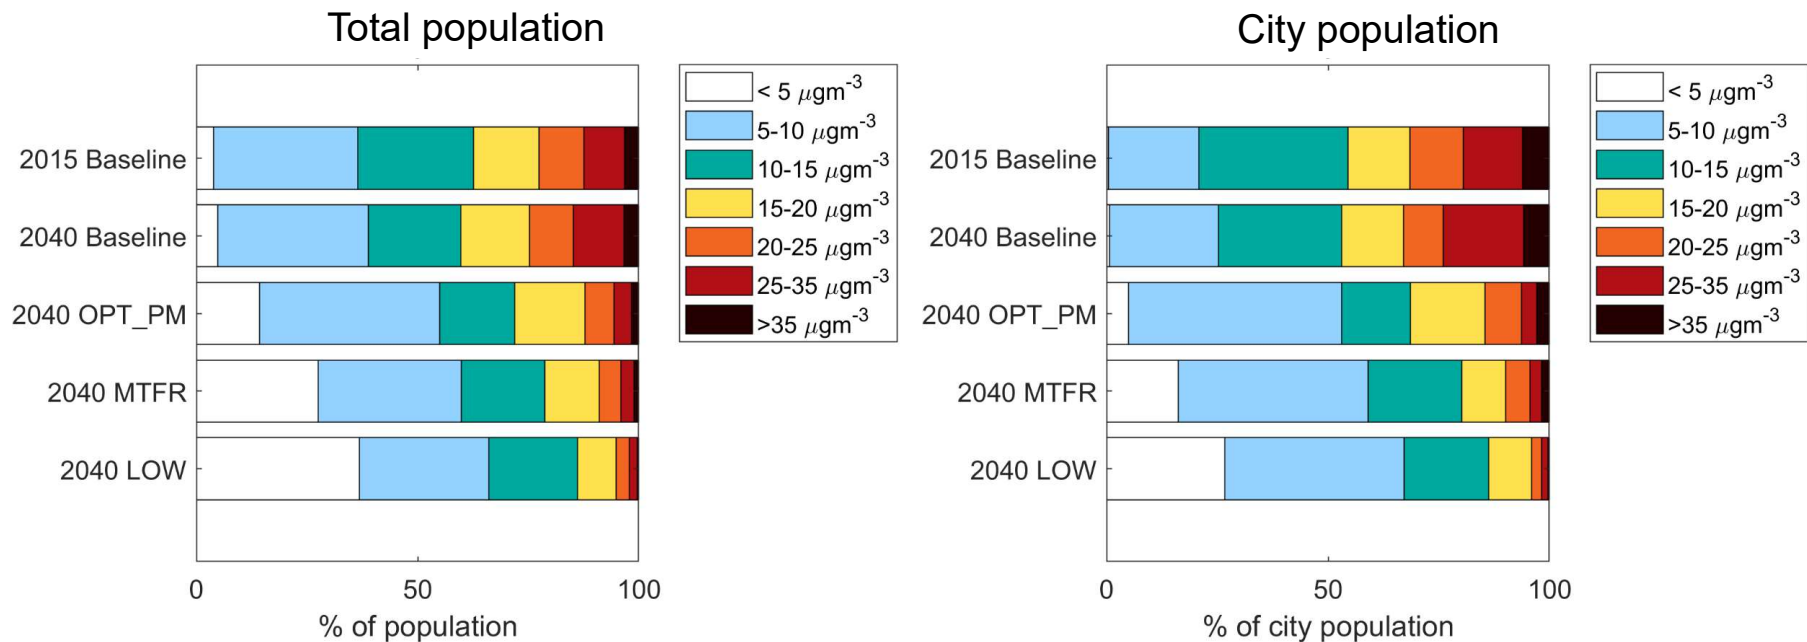 Total population
2015 Baseline
2040 Baseline
2040 OPT_PM
2040 MTFR
2040 LOW
0
50
100
% of population
< 5 μgm-3
5-10 μgm-3
10-15 μgm-3
15-20 μgm-3
20-25 μgm-3
25-35 μgm-3
>35 μgm-3
City population
2015 Baseline
2040 Baseline
2040 OPT_PM
2040 MTFR
2040 LOW
0
50
100
% of city population
< 5 μgm-3
5-10 μgm-3
10-15 μgm-3
15-20 μgm-3
20-25 μgm-3
25-35 μgm-3
>35 μgm-3